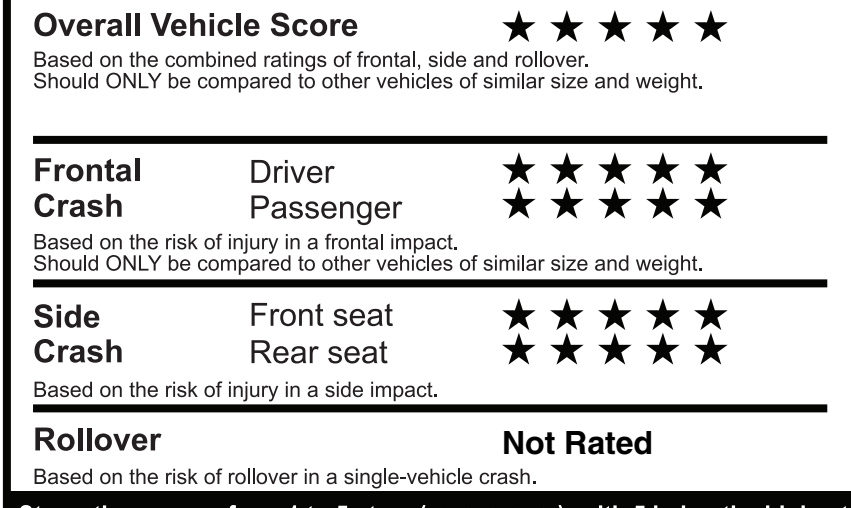 Overall Vehicle Score ★ ★ ★ ★ ★
Based on the combined ratings of frontal, side and rollover.
Should ONLY be compared to other vehicles of similar size and weight.
Frontal Driver ★ ★ ★ ★ ★
Crash Passenger ★ ★ ★ ★ ★
Based on the risk of injury in a frontal impact.
Should ONLY be compared to other vehicles of similar size and weight.
Side Front seat ★ ★ ★ ★ ★
Crash Rear seat ★ ★ ★ ★ ★
Based on the risk of injury in a side impact.
Rollover Not Rated
Based on the risk of rollover in a single-vehicle crash.